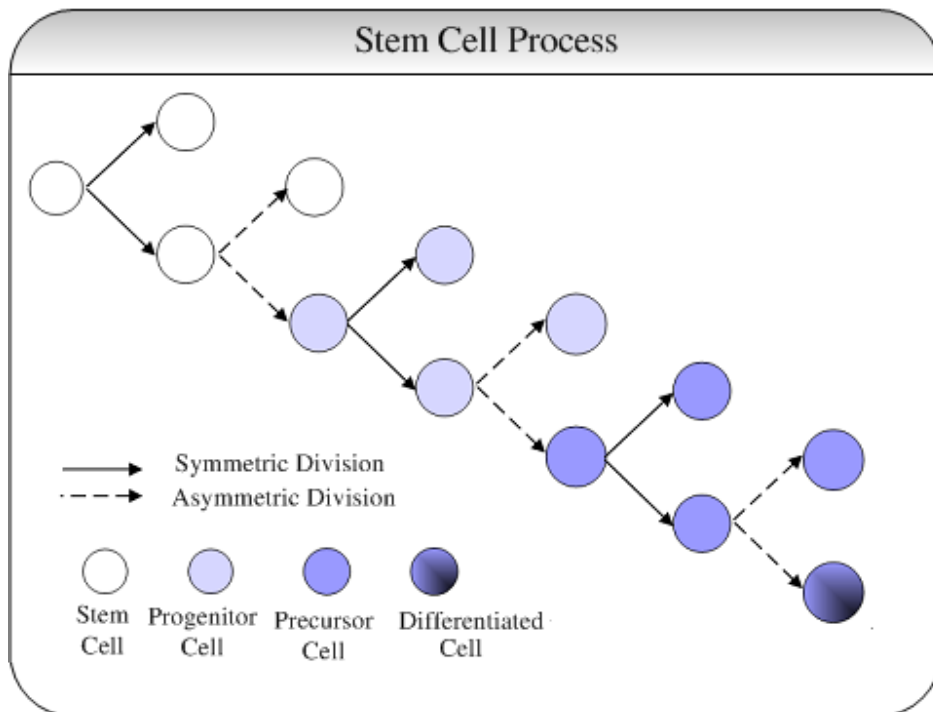 Stem Cell Process
Symmetric Division
Asymmetric Division
Stem
Cell
Progenitor
Cell
Precursor
Cell
Differentiated
Cell